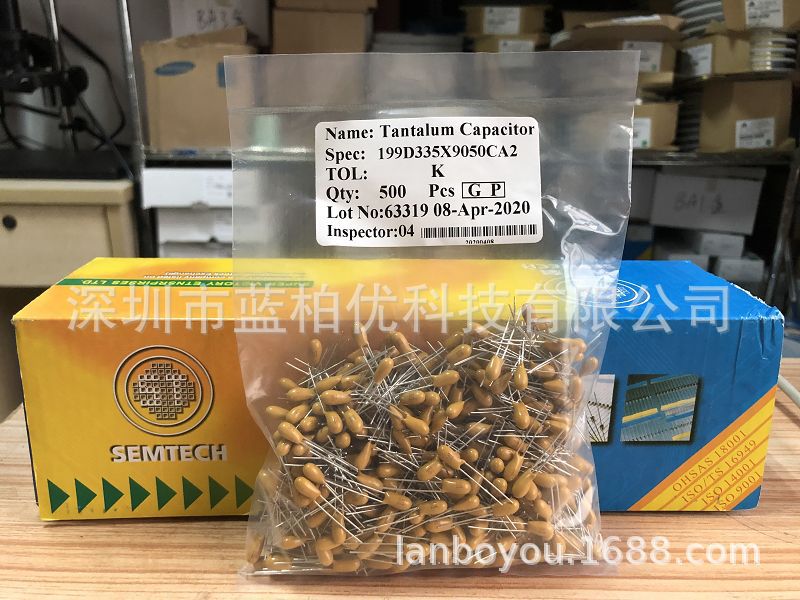 Name: Tantalum Capacitor
Spec: 199D335X9050CA2
TOL: K
Qty: 500 Pcs G P
Lot No:63319 08-Apr-2020
Inspector:04
20200408
深圳市蓝柏优科技有限公司
SEMTECH
OHSAS 18001
ISO/TS 16949
ISO 14001
ISO 9001
lanboyou.1688.com